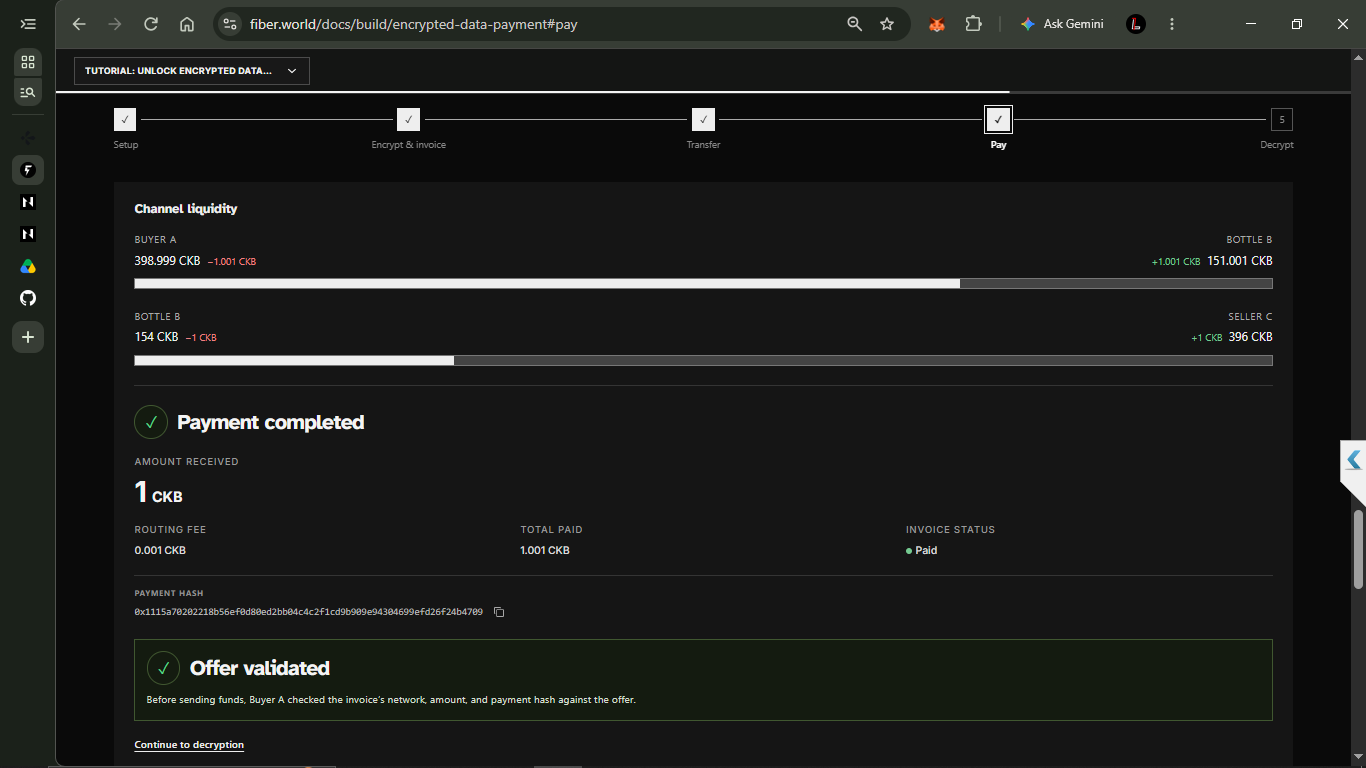 fiber.world/docs/build/encrypted-data-payment#pay
Ask Gemini
L
TUTORIAL: UNLOCK ENCRYPTED DATA...
5
Setup
Encrypt & invoice
Transfer
Pay
Decrypt
Channel liquidity
BUYER A
BOTTLE B
398.999 CKB −1.001 CKB
+1.001 CKB 151.001 CKB
BOTTLE B
SELLER C
154 CKB −1 CKB
+1 CKB 396 CKB
Payment completed
AMOUNT RECEIVED
1 CKB
ROUTING FEE
TOTAL PAID
INVOICE STATUS
0.001 CKB
1.001 CKB
Paid
PAYMENT HASH
0x1115a70202218b56ef0d80ed2bb04c4c2f1cd9b909e94304699efd26f24b4709
Offer validated
Before sending funds, Buyer A checked the invoice's network, amount, and payment hash against the offer.
Continue to decryption